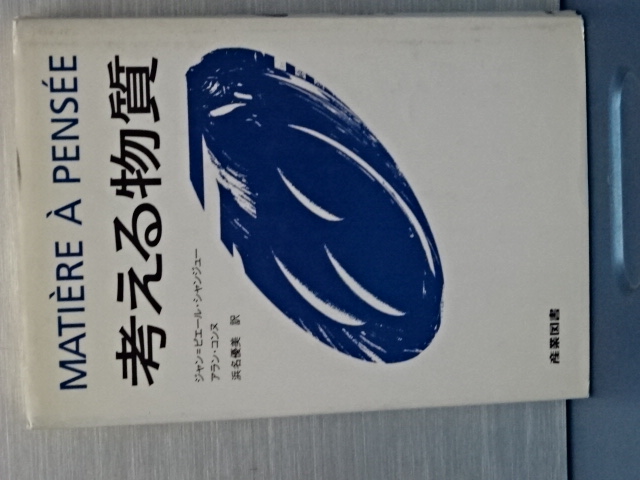 MATIÈRE À PENSÉE
考える物質
ジャン=ピエール・シャンジュー
アラン・コンヌ
浜名優美 訳
産業図書